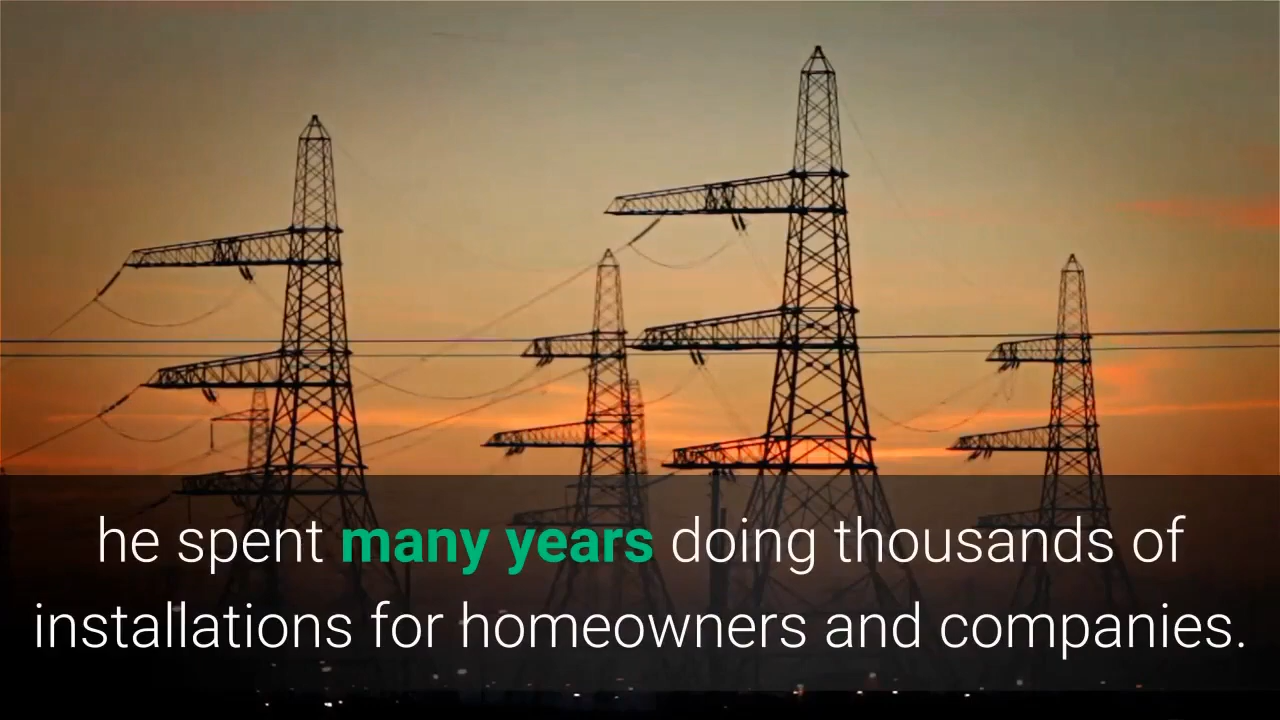 he spent many years doing thousands of
installations for homeowners and companies.